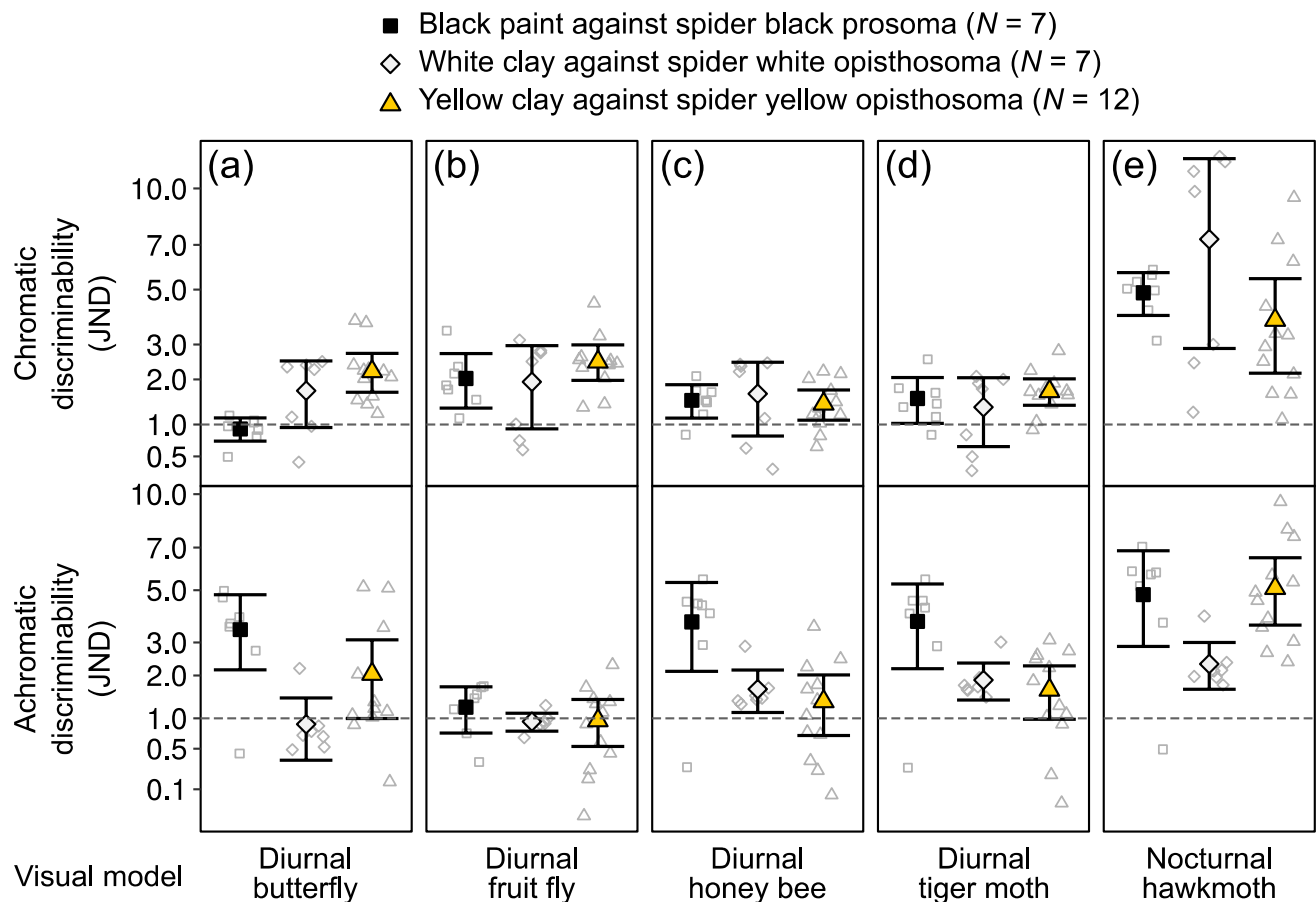 Black paint against spider black prosoma (N = 7)
White clay against spider white opisthosoma (N = 7)
Yellow clay against spider yellow opisthosoma (N = 12)
(a) (b) (c) (d) (e)
Chromatic
discriminability
(JND)
10.0
7.0
5.0
3.0
2.0
1.0
0.5
Achromatic
discriminability
(JND)
10.0
7.0
5.0
3.0
2.0
1.0
0.5
0.1
Visual model
Diurnal
butterfly
Diurnal
fruit fly
Diurnal
honey bee
Diurnal
tiger moth
Nocturnal
hawkmoth